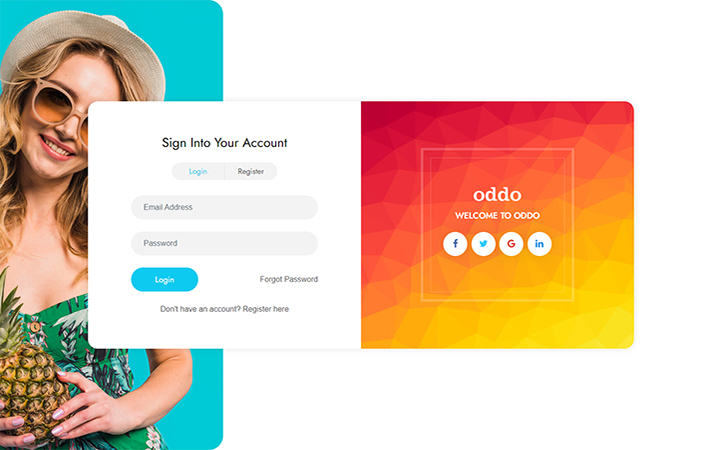 Sign Into Your Account
Login Register
Email Address
Password
Login Forgot Password
Don't have an account? Register here
oddo
WELCOME TO ODDO
f G in